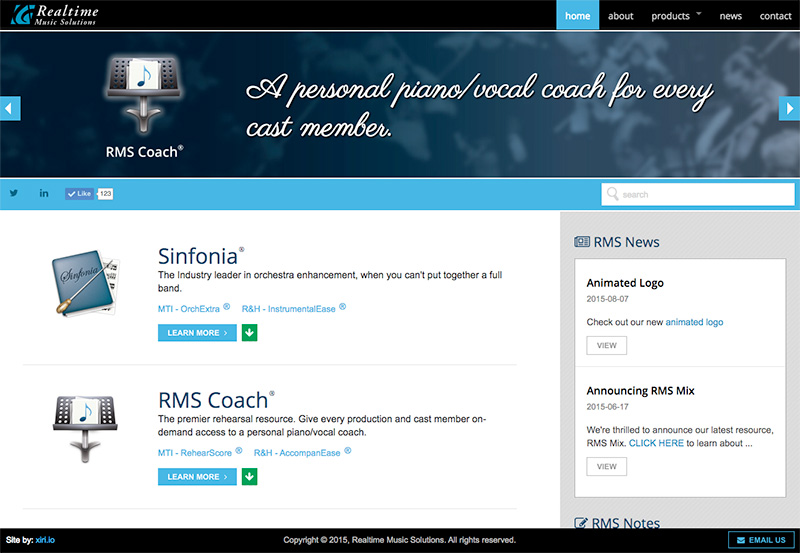 Realtime
Music Solutions
home about products news contact
A personal piano/vocal coach for every
cast member.
RMS Coach®
Like 123
search
Sinfonia®
The Industry leader in orchestra enhancement, when you can't put together a full
band.
MTI - OrchExtra ® R&H - InstrumentalEase ®
LEARN MORE ›
Sinfonia
RMS Coach®
The premier rehearsal resource. Give every production and cast member on-
demand access to a personal piano/vocal coach.
MTI - RehearScore ® R&H - AccompanEase ®
LEARN MORE ›
RMS News
Animated Logo
2015-08-07
Check out our new animated logo
VIEW
Announcing RMS Mix
2015-06-17
We're thrilled to announce our latest resource,
RMS Mix. CLICK HERE to learn about ...
VIEW
RMS Notes
Site by: xiri.io
Copyright © 2015, Realtime Music Solutions. All rights reserved.
EMAIL US